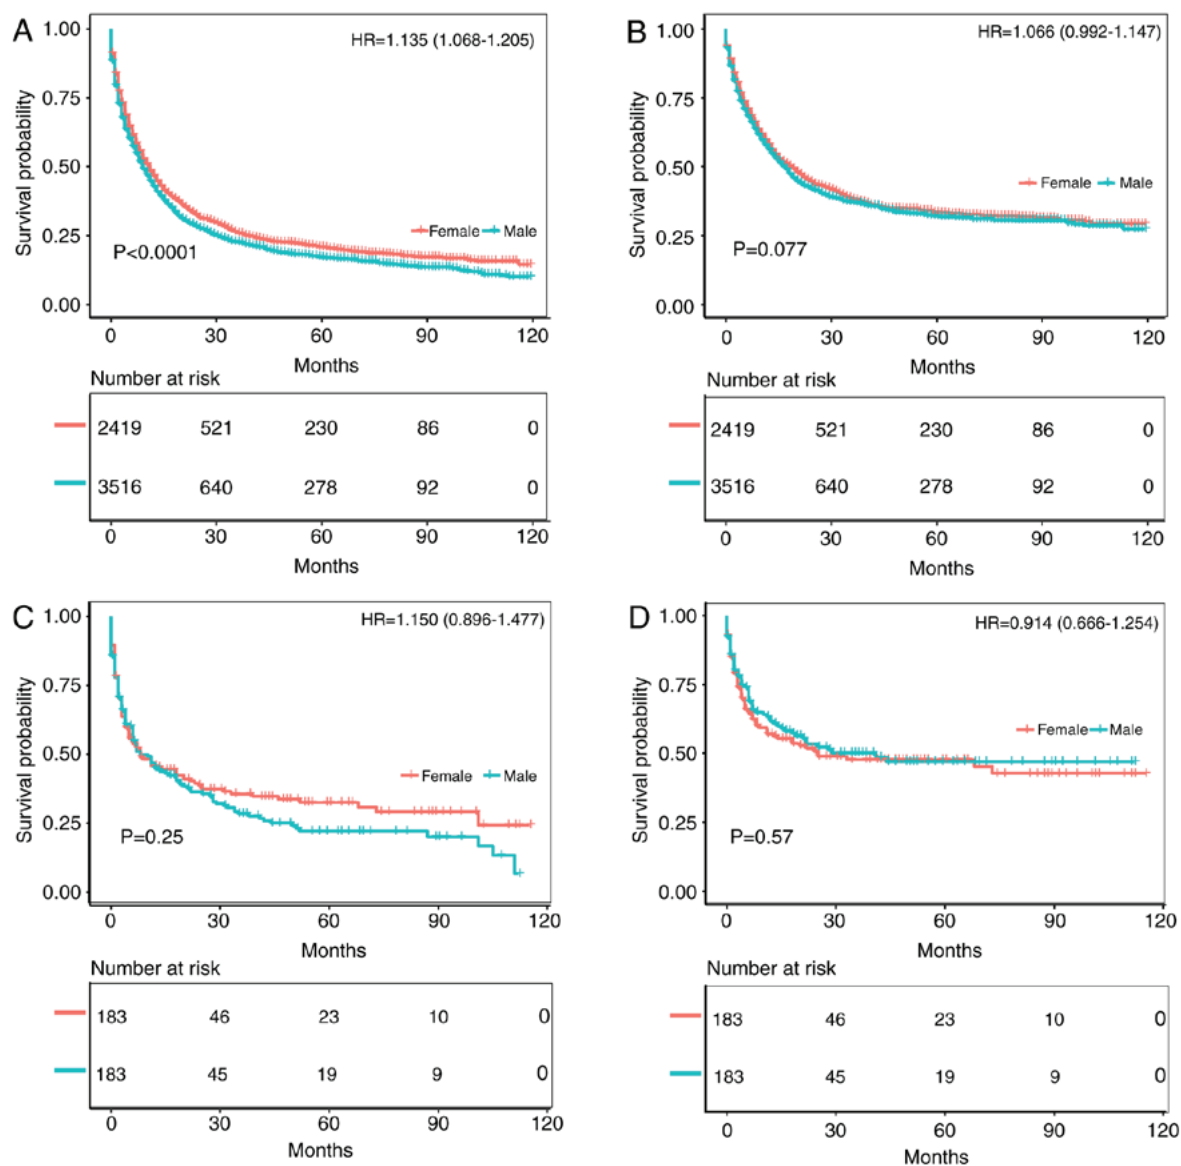 A
HR=1.135 (1.068-1.205)
Survival probability
1.00
0.75
0.50
0.25
0.00
Female Male
P<0.0001
0 30 60 90 120
Months
Number at risk
2419 521 230 86 0
3516 640 278 92 0
0 30 60 90 120
Months
B
HR=1.066 (0.992-1.147)
Survival probability
1.00
0.75
0.50
0.25
0.00
Female Male
P=0.077
0 30 60 90 120
Months
Number at risk
2419 521 230 86 0
3516 640 278 92 0
0 30 60 90 120
Months
C
HR=1.150 (0.896-1.477)
Survival probability
1.00
0.75
0.50
0.25
0.00
Female Male
P=0.25
0 30 60 90 120
Months
Number at risk
183 46 23 10 0
183 45 19 9 0
0 30 60 90 120
Months
D
HR=0.914 (0.666-1.254)
Survival probability
1.00
0.75
0.50
0.25
0.00
Female Male
P=0.57
0 30 60 90 120
Months
Number at risk
183 46 23 10 0
183 45 19 9 0
0 30 60 90 120
Months